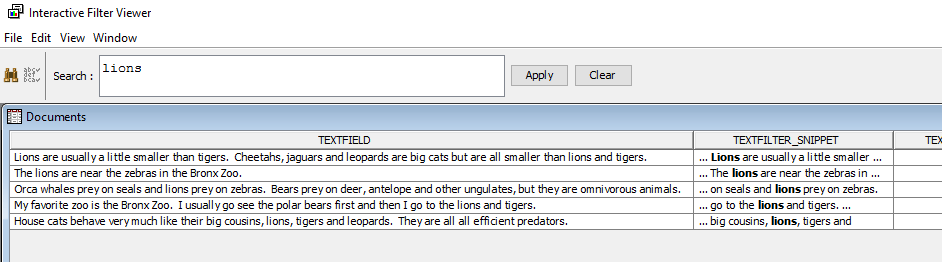 Interactive Filter Viewer
File Edit View Window
Search : lions Apply Clear
Documents
TEXTFIELD TEXTFILTER_SNIPPET TEX
Lions are usually a little smaller than tigers. Cheetahs, jaguars and leopards are big cats but are all smaller than lions and tigers. ... Lions are usually a little smaller ...
The lions are near the zebras in the Bronx Zoo. ... The lions are near the zebras in ...
Orca whales prey on seals and lions prey on zebras. Bears prey on deer, antelope and other ungulates, but they are omnivorous animals. ... on seals and lions prey on zebras.
My favorite zoo is the Bronx Zoo. I usually go see the polar bears first and then I go to the lions and tigers. ... go to the lions and tigers. ...
House cats behave very much like their big cousins, lions, tigers and leopards. They are all all efficient predators. ... big cousins, lions, tigers and